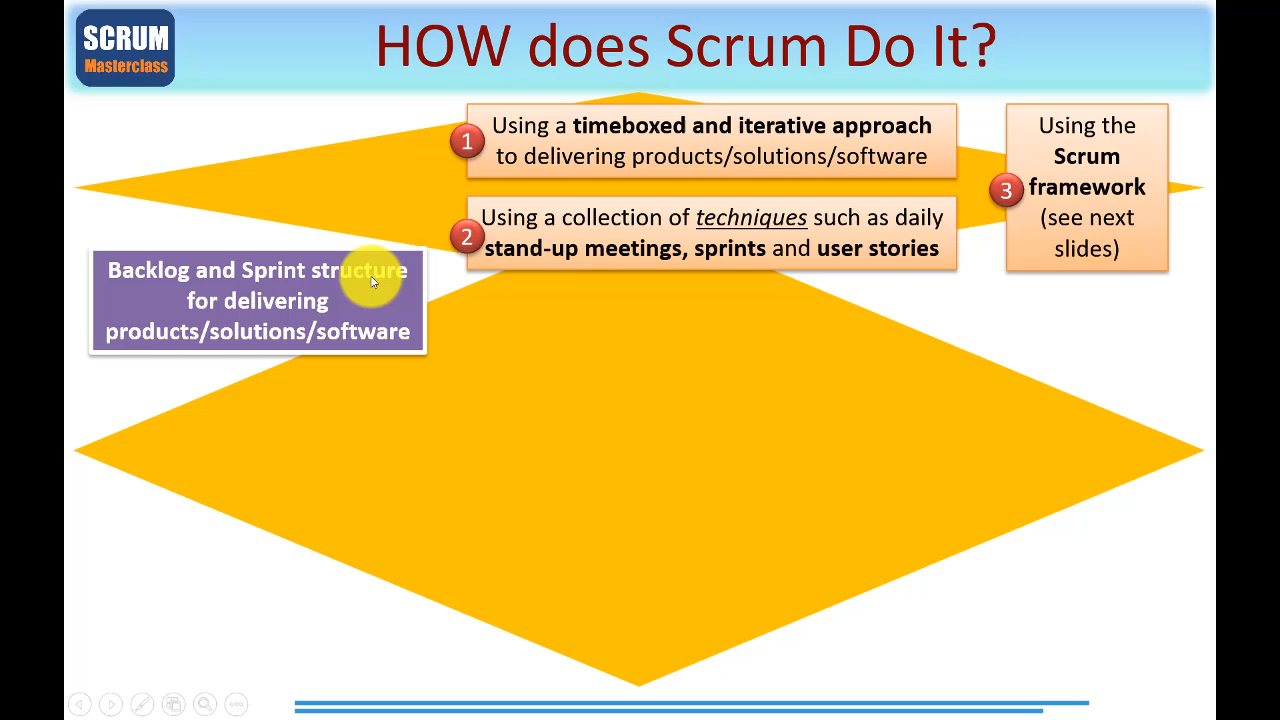 SCRUM
Masterclass
HOW does Scrum Do It?
1
Using a timeboxed and iterative approach
to delivering products/solutions/software
2
Using a collection of techniques such as daily
stand-up meetings, sprints and user stories
3
Using the
Scrum
framework
(see next
slides)
Backlog and Sprint structure
for delivering
products/solutions/software